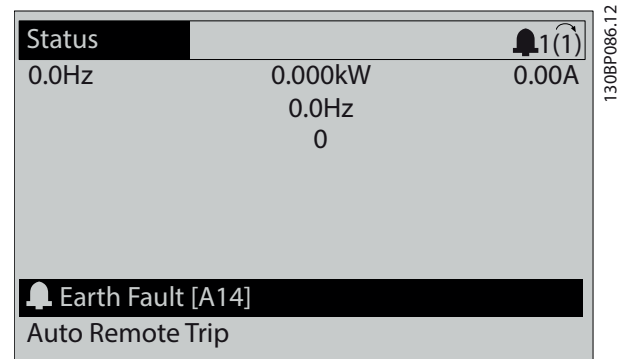 Status 1(1)
0.0Hz 0.000kW 0.00A
0.0Hz
0
Earth Fault [A14]
Auto Remote Trip
130BP086.12